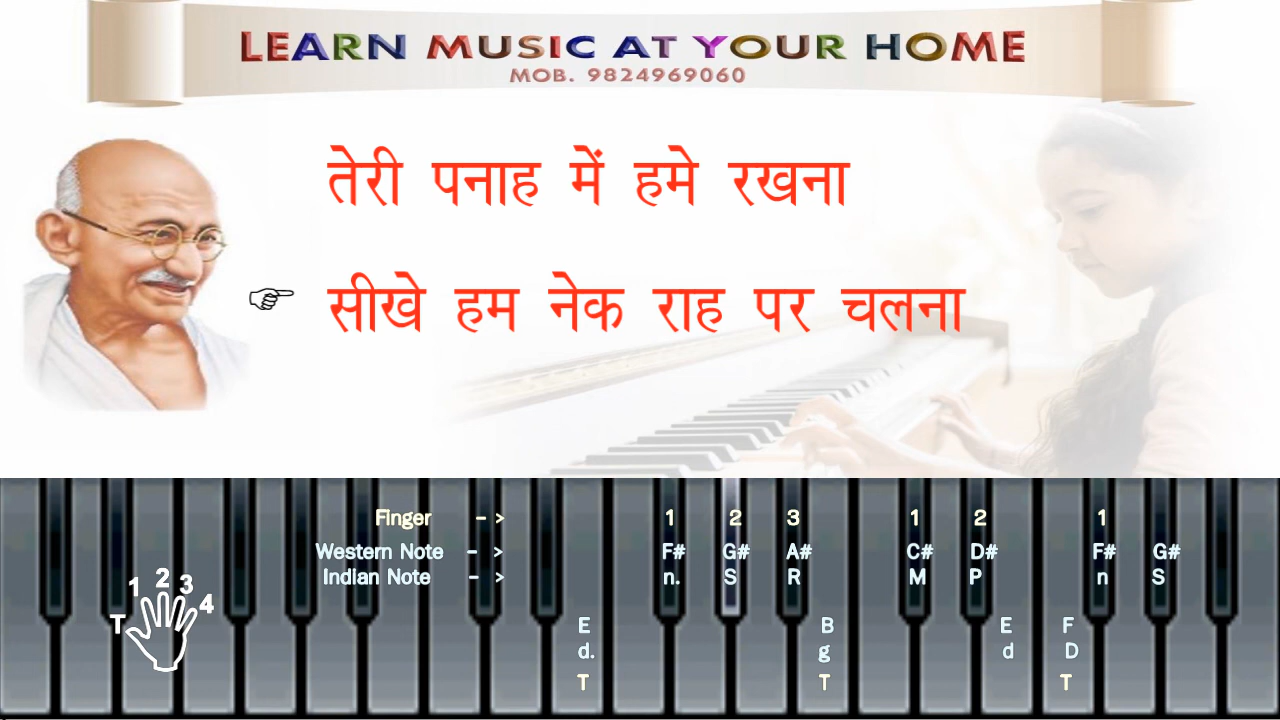 LEARN MUSIC AT YOUR HOME
MOB. 9824969060
तेरी पनाह में हमे रखना
सीखे हम नेक राह पर चलना
Finger - > 1 2 3 1 2 1
Western Note - > F# G# A# C# D# F# G#
Indian Note - > n. S R M P n S
1 2 3 4 T
E B E F
d. g d D
T T T